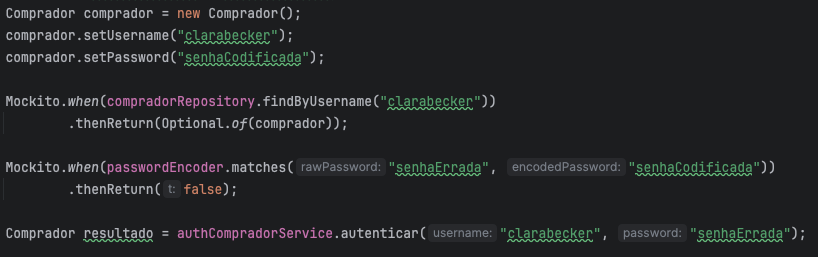 Comprador comprador = new Comprador();
comprador.setUsername("clarabecker");
comprador.setPassword("senhaCodificada");
Mockito.when(compradorRepository.findByUsername("clarabecker"))
.thenReturn(Optional.of(comprador));
Mockito.when(passwordEncoder.matches( rawPassword: "senhaErrada", encodedPassword: "senhaCodificada"))
.thenReturn( t: false);
Comprador resultado = authCompradorService.autenticar( username: "clarabecker", password: "senhaErrada");